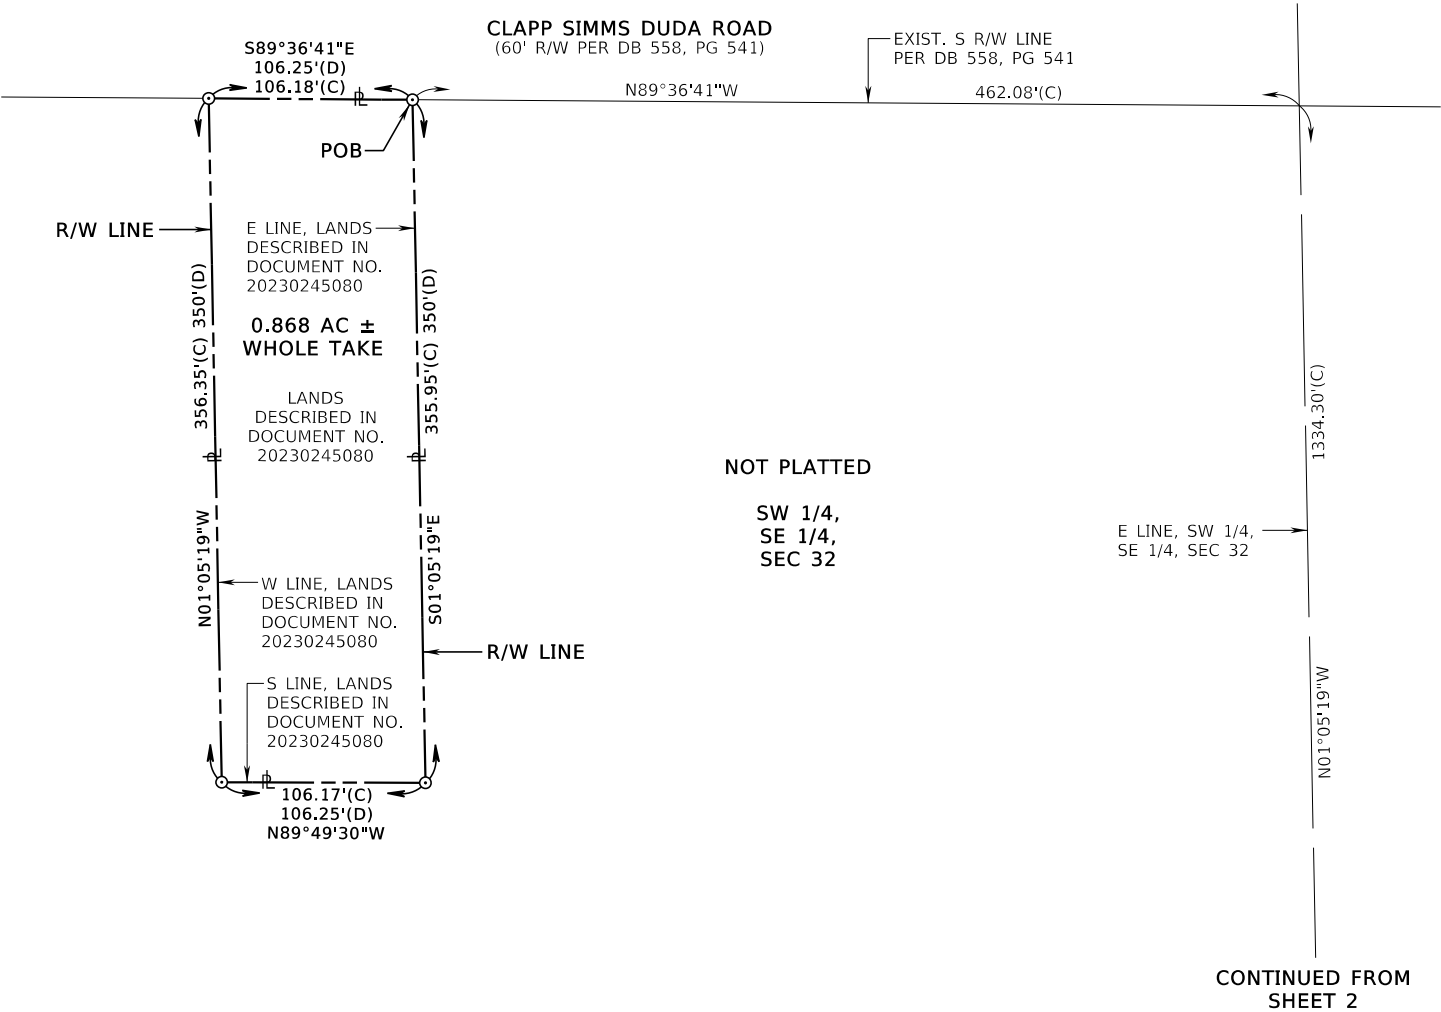 CLAPP SIMMS DUDA ROAD
(60' R/W PER DB 558, PG 541)
S89°36'41"E
106.25'(D)
106.18'(C)
PL
EXIST. S R/W LINE
PER DB 558, PG 541
N89°36'41"W
462.08'(C)
POB
R/W LINE
E LINE, LANDS
DESCRIBED IN
DOCUMENT NO.
20230245080
356.35'(C) 350'(D)
355.95'(C) 350'(D)
0.868 AC ±
WHOLE TAKE
LANDS
DESCRIBED IN
DOCUMENT NO.
20230245080
PL
PL
1334.30'(C)
NOT PLATTED
SW 1/4,
SE 1/4,
SEC 32
E LINE, SW 1/4,
SE 1/4, SEC 32
N01°05'19"W
S01°05'19"E
W LINE, LANDS
DESCRIBED IN
DOCUMENT NO.
20230245080
R/W LINE
S LINE, LANDS
DESCRIBED IN
DOCUMENT NO.
20230245080
N01°05'19"W
PL
106.17'(C)
106.25'(D)
N89°49'30"W
CONTINUED FROM
SHEET 2